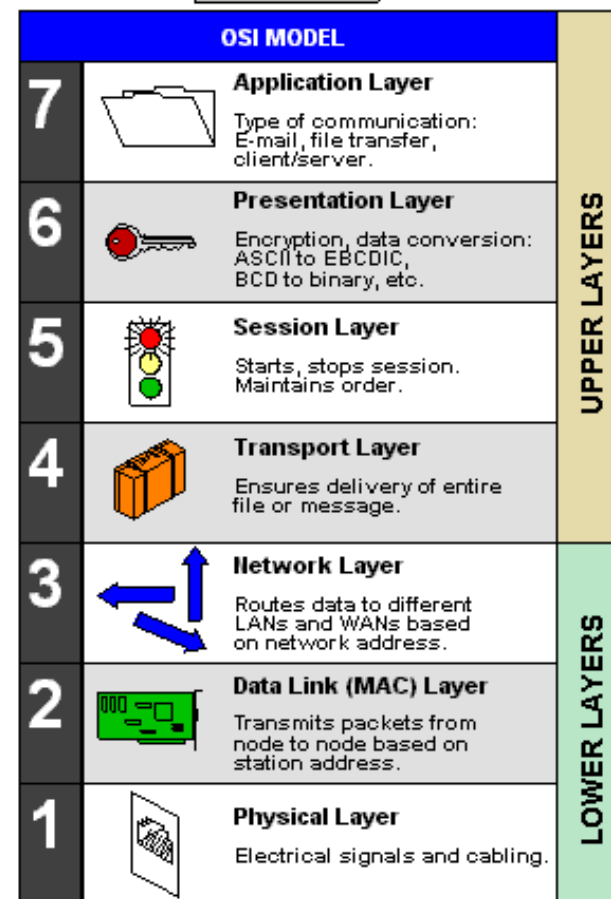 OSI MODEL
7
Application Layer
Type of communication:
E-mail, file transfer,
client/server.
6
Presentation Layer
Encryption, data conversion:
ASCII to EBCDIC,
BCD to binary, etc.
5
Session Layer
Starts, stops session.
Maintains order.
4
Transport Layer
Ensures delivery of entire
file or message.
UPPER LAYERS
3
Network Layer
Routes data to different
LANs and WANs based
on network address.
2
Data Link (MAC) Layer
Transmits packets from
node to node based on
station address.
1
Physical Layer
Electrical signals and cabling.
LOWER LAYERS